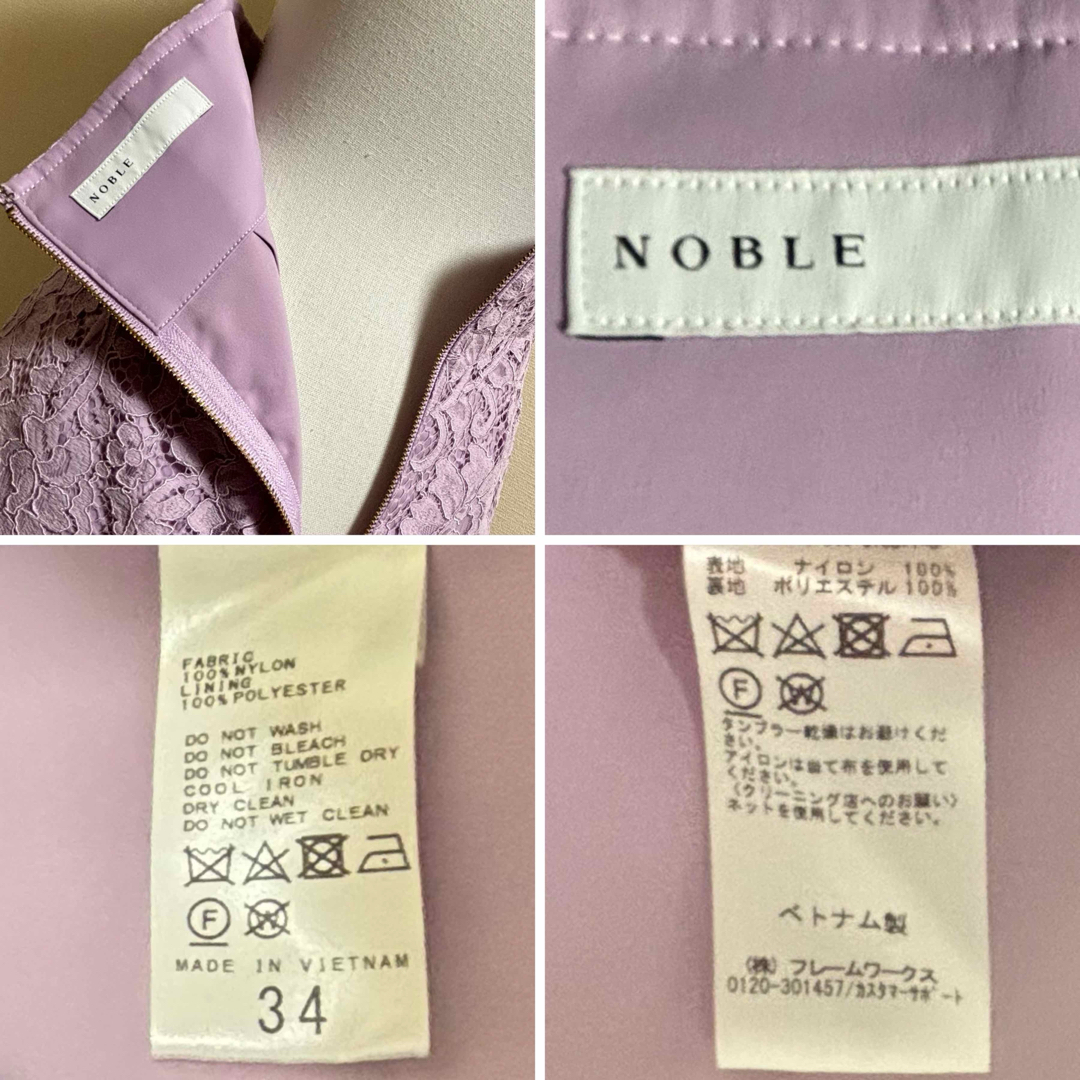 NOBLE
NOBLE
FABRIC
100%NYLON
LINING
100%POLYESTER
DO NOT WASH
DO NOT BLEACH
DO NOT TUMBLE DRY
COOL IRON
DRY CLEAN
DO NOT WET CLEAN
F W
MADE IN VIETNAM
34
表地 ナイロン 100%
裏地 ポリエステル 100%
F W
タンブラー乾燥はお避けくだ
さい。
アイロンは当て布を使用して
ください。
〈クリーニング店へのお願い〉
ネットを使用してください。
ベトナム製
(株) フレームワークス
0120-301457/カスタマーサポート